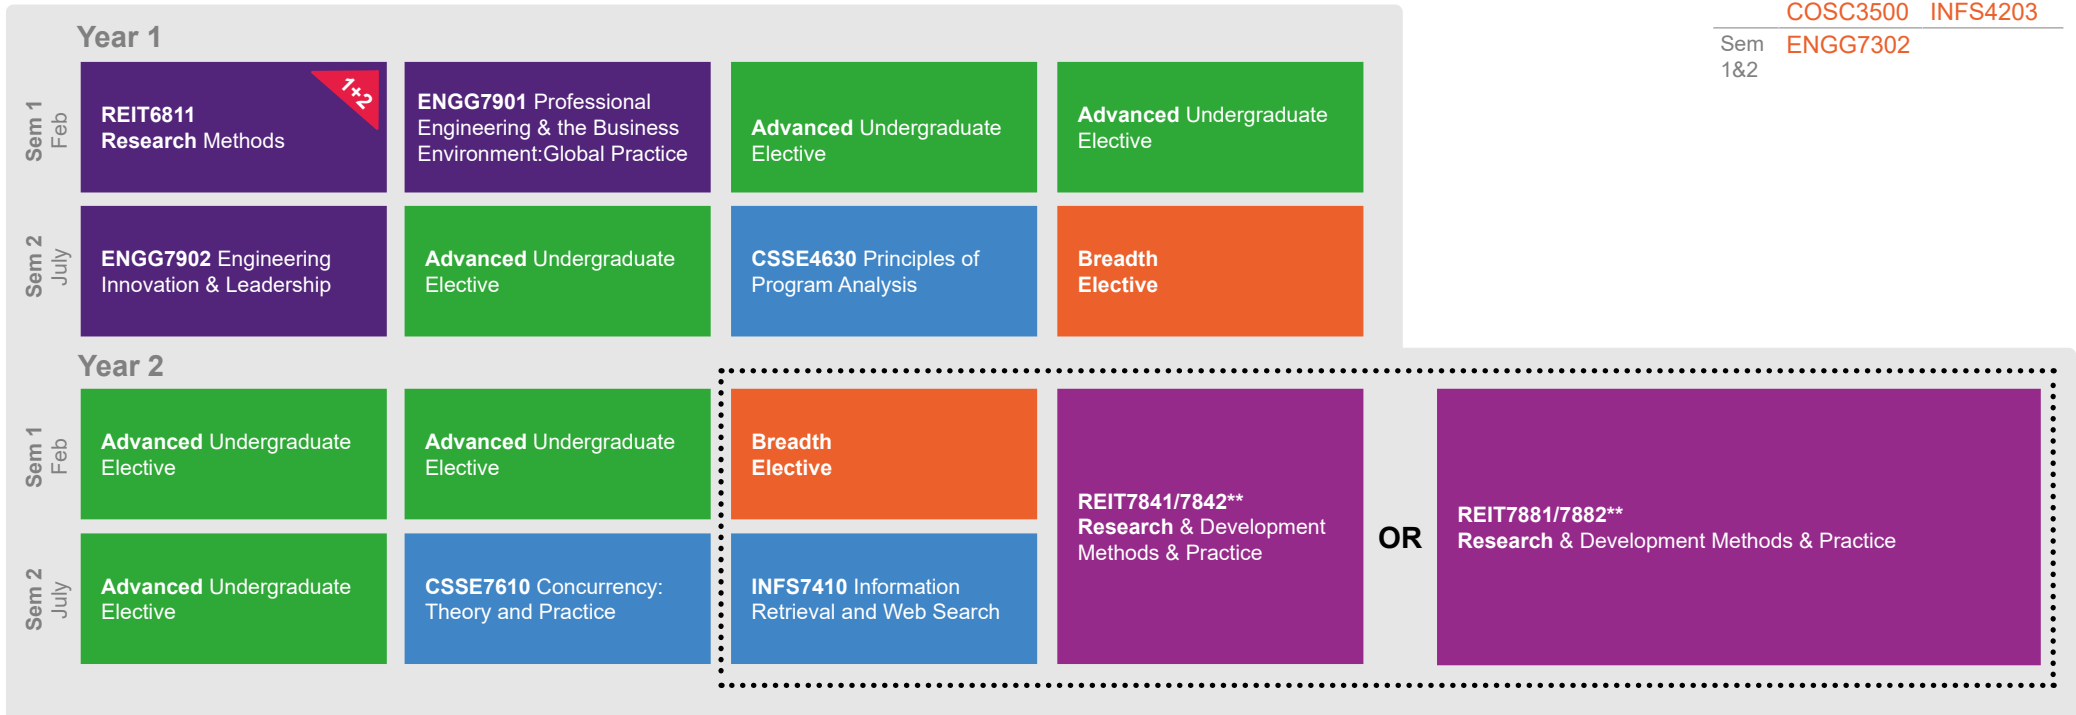 COSC3500 INFS4203
Sem ENGG7302
1&2
Year 1
Sem 1
Feb
REIT6811
Research Methods
1+2
ENGG7901 Professional
Engineering & the Business
Environment:Global Practice
Advanced Undergraduate
Elective
Advanced Undergraduate
Elective
Sem 2
July
ENGG7902 Engineering
Innovation & Leadership
Advanced Undergraduate
Elective
CSSE4630 Principles of
Program Analysis
Breadth
Elective
Year 2
Sem 1
Feb
Advanced Undergraduate
Elective
Advanced Undergraduate
Elective
Breadth
Elective
REIT7841/7842**
Research & Development
Methods & Practice
OR
REIT7881/7882**
Research & Development Methods & Practice
Sem 2
July
Advanced Undergraduate
Elective
CSSE7610 Concurrency:
Theory and Practice
INFS7410 Information
Retrieval and Web Search